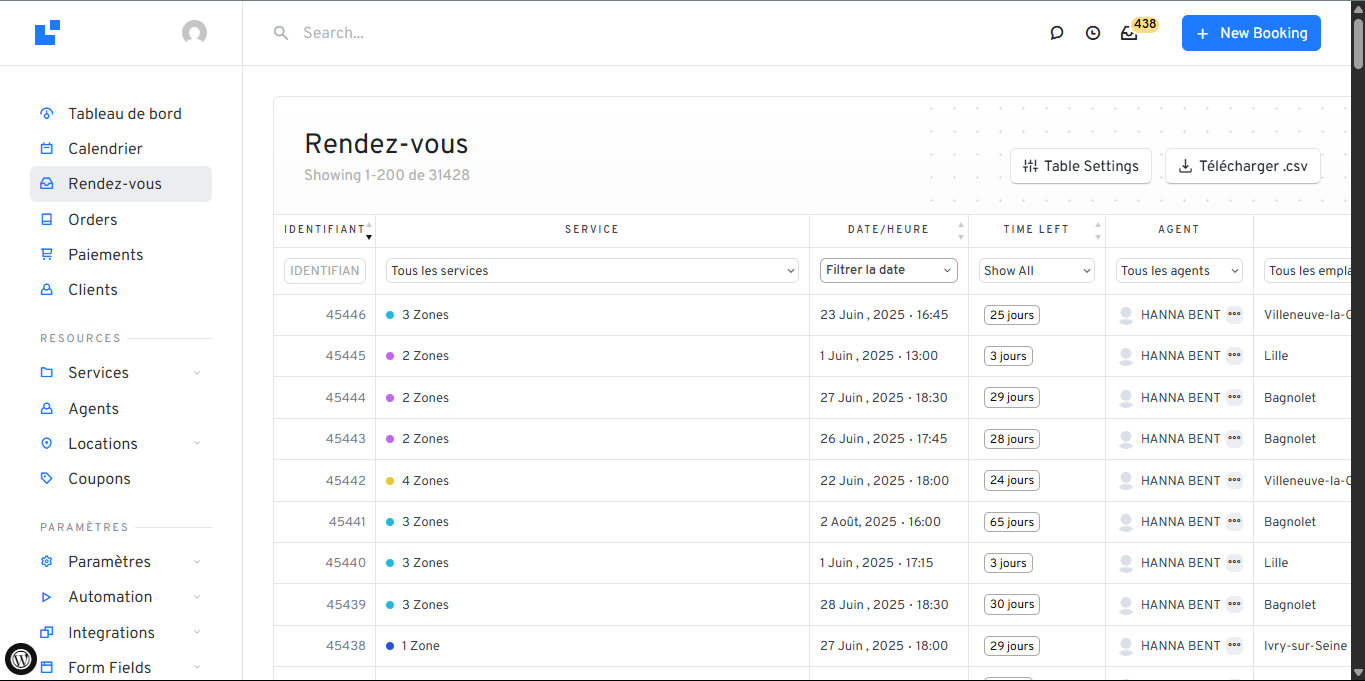 Search...
438
+ New Booking
Tableau de bord
Calendrier
Rendez-vous
Orders
Paiements
Clients
RESOURCES
Services
Agents
Locations
Coupons
PARAMÈTRES
Paramètres
Automation
Integrations
Form Fields
Rendez-vous
Showing 1-200 de 31428
Table Settings
Télécharger .csv
IDENTIFIANT SERVICE DATE/HEURE TIME LEFT AGENT
IDENTIFIAN Tous les services Filtrer la date Show All Tous les agents Tous les empla
45446 3 Zones 23 Juin , 2025 · 16:45 25 jours HANNA BENT Villeneuve-la-G
45445 2 Zones 1 Juin , 2025 · 13:00 3 jours HANNA BENT Lille
45444 2 Zones 27 Juin , 2025 · 18:30 29 jours HANNA BENT Bagnolet
45443 2 Zones 26 Juin , 2025 · 17:45 28 jours HANNA BENT Bagnolet
45442 4 Zones 22 Juin , 2025 · 18:00 24 jours HANNA BENT Villeneuve-la-G
45441 3 Zones 2 Août, 2025 · 16:00 65 jours HANNA BENT Bagnolet
45440 3 Zones 1 Juin , 2025 · 17:15 3 jours HANNA BENT Lille
45439 3 Zones 28 Juin , 2025 · 18:30 30 jours HANNA BENT Bagnolet
45438 1 Zone 27 Juin , 2025 · 18:00 29 jours HANNA BENT Ivry-sur-Seine